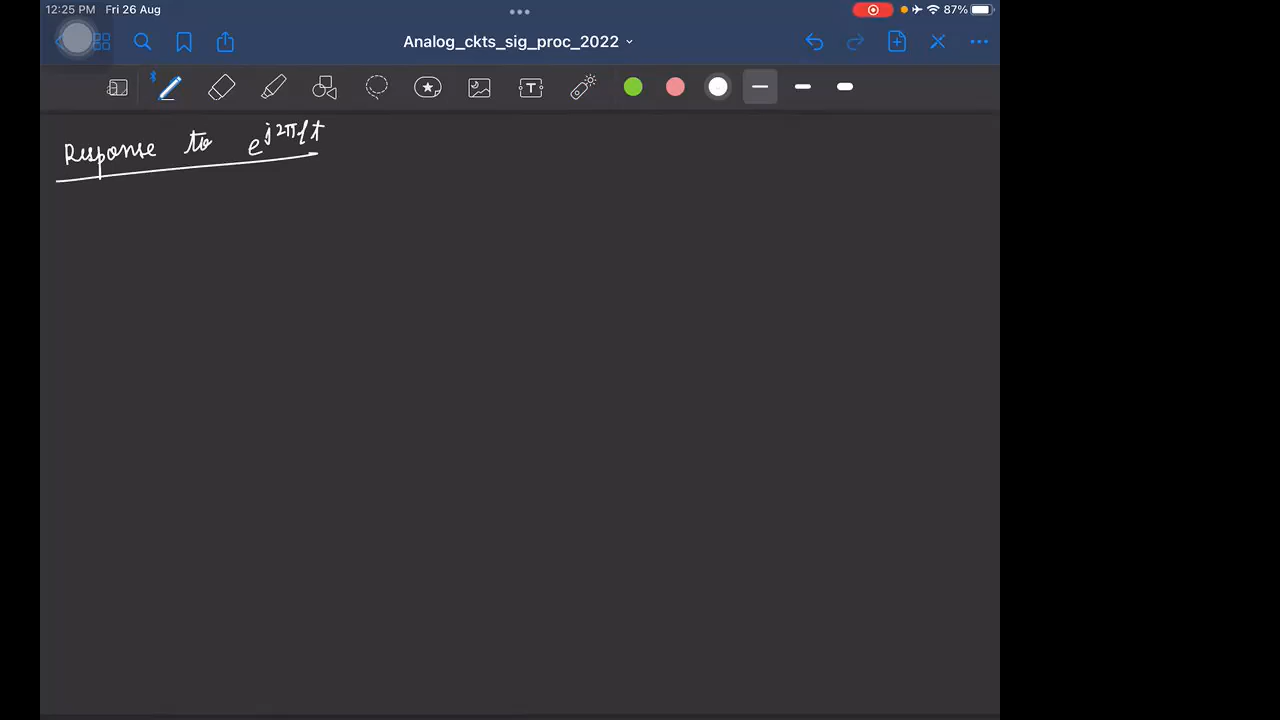 12:25 PM Fri 26 Aug
87%
Analog_ckts_sig_proc_2022
T
Response to e^{j2πft}